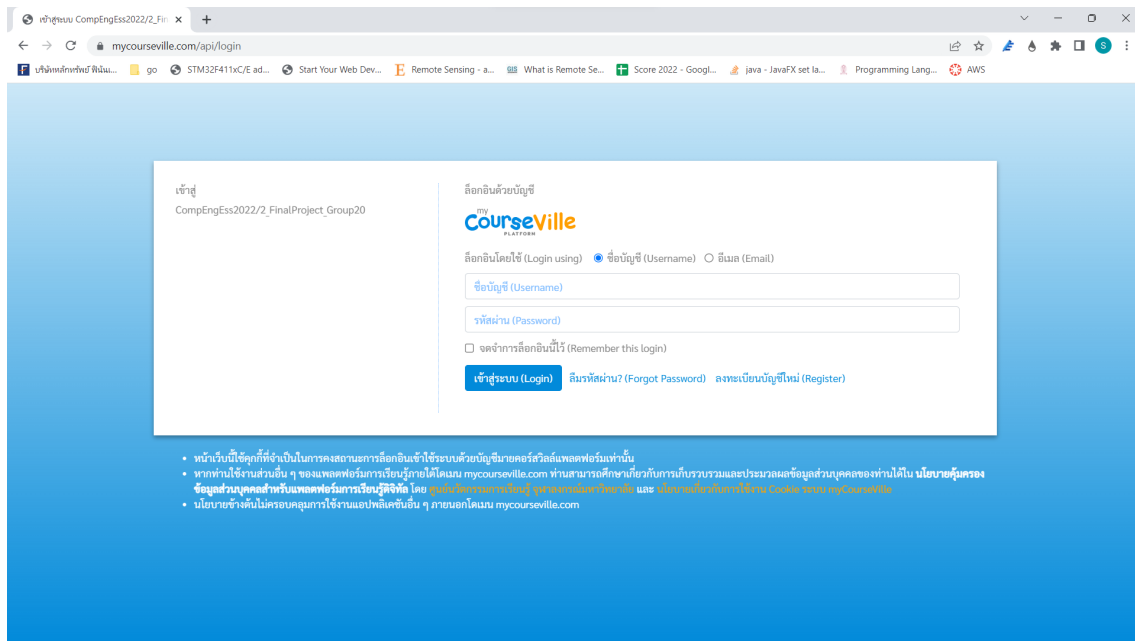 เข้าสู่ระบบ CompEngEss2022/2_Fin
mycourseville.com/api/login
S
บริษัทหลักทรัพย์ ฟินันเ... go STM32F411xC/E ad... Start Your Web Dev... Remote Sensing - a... GIS What is Remote Se... Score 2022 - Googl... java - JavaFX set la... Programming Lang... AWS
เข้าสู่
CompEngEss2022/2_FinalProject_Group20
ล็อกอินด้วยบัญชี
my
CourseVille
PLATFORM
ล็อกอินโดยใช้ (Login using) ชื่อบัญชี (Username) อีเมล (Email)
ชื่อบัญชี (Username)
รหัสผ่าน (Password)
จดจำการล็อกอินนี้ไว้ (Remember this login)
เข้าสู่ระบบ (Login) ลืมรหัสผ่าน? (Forgot Password) ลงทะเบียนบัญชีใหม่ (Register)
• หน้าเว็บนี้ใช้คุกกี้ที่จำเป็นในการคงสถานะการล็อกอินเข้าใช้ระบบด้วยบัญชีมายคอร์สวิลล์แพลตฟอร์มเท่านั้น
• หากท่านใช้งานส่วนอื่น ๆ ของแพลตฟอร์มการเรียนรู้ภายใต้โดเมน mycourseville.com ท่านสามารถศึกษาเกี่ยวกับการเก็บรวบรวมและประมวลผลข้อมูลส่วนบุคคลของท่านได้ใน นโยบายคุ้มครอง
ข้อมูลส่วนบุคคลสำหรับแพลตฟอร์มการเรียนรู้ดิจิทัล โดย ศูนย์นวัตกรรมการเรียนรู้ จุฬาลงกรณ์มหาวิทยาลัย และ นโยบายเกี่ยวกับการใช้งาน Cookie ระบบ myCourseVille
• นโยบายข้างต้นไม่ครอบคลุมการใช้งานแอปพลิเคชันอื่น ๆ ภายนอกโดเมน mycourseville.com